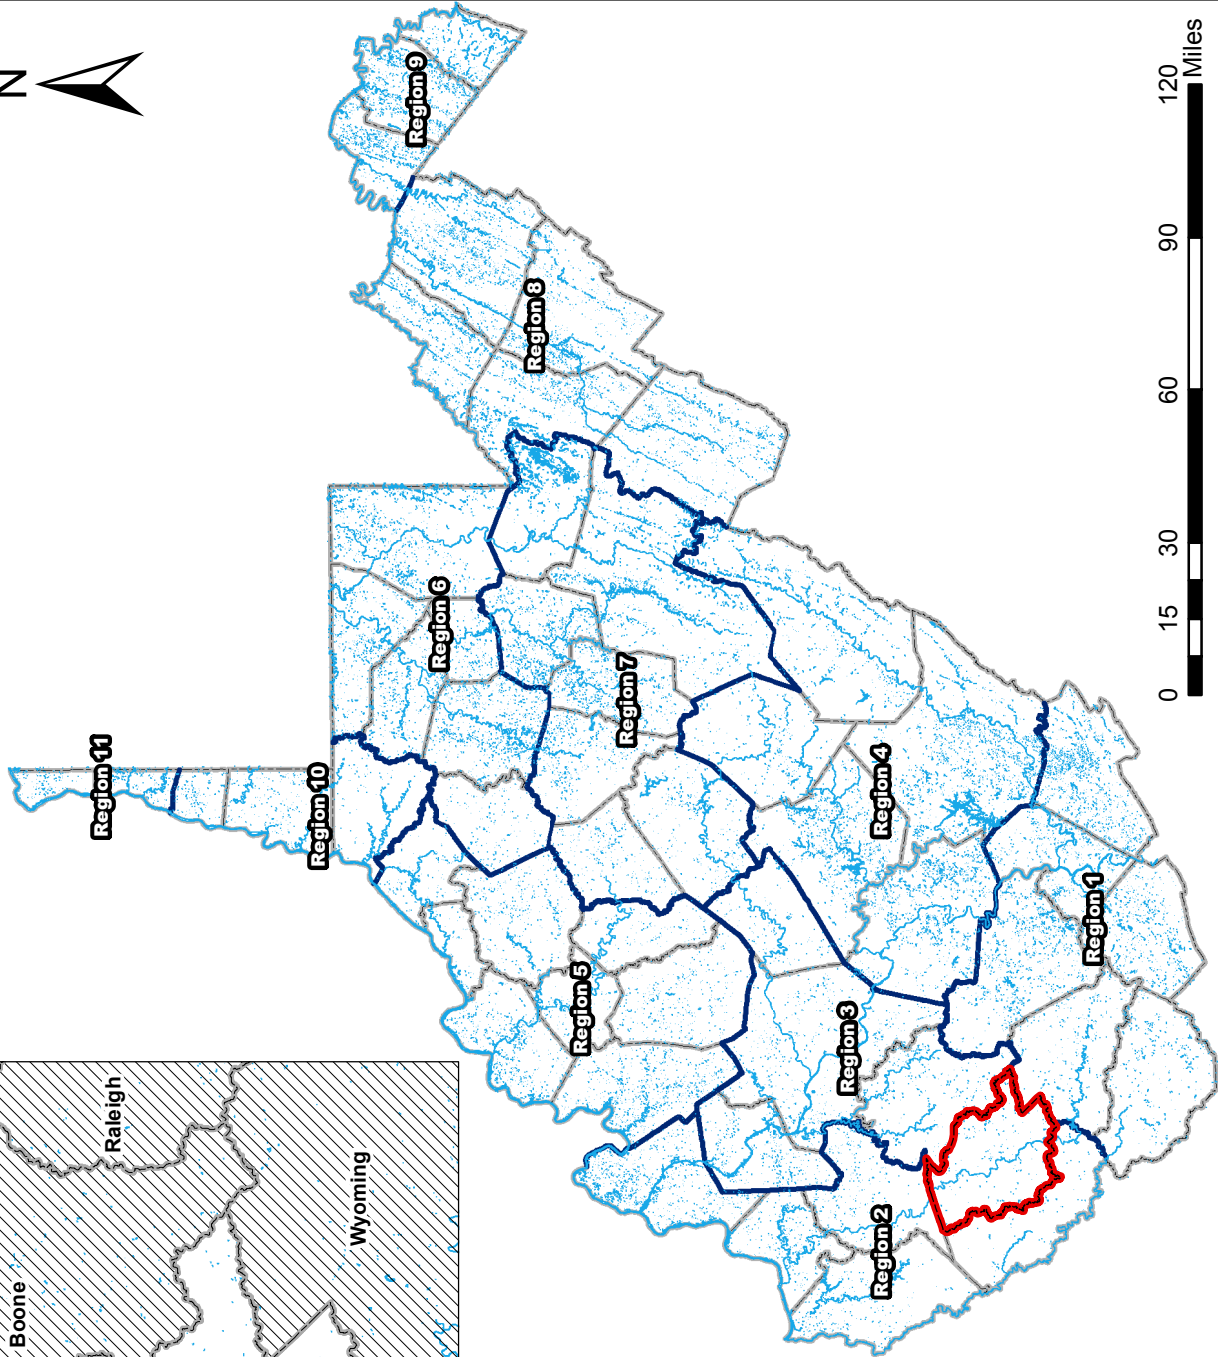 N
Region 9
Region 8
Region 6
Region 7
Region 11
Region 10
Region 4
Region 5
Region 1
Region 3
Region 2
Boone
Raleigh
Wyoming
0 15 30 60 90 120
Miles